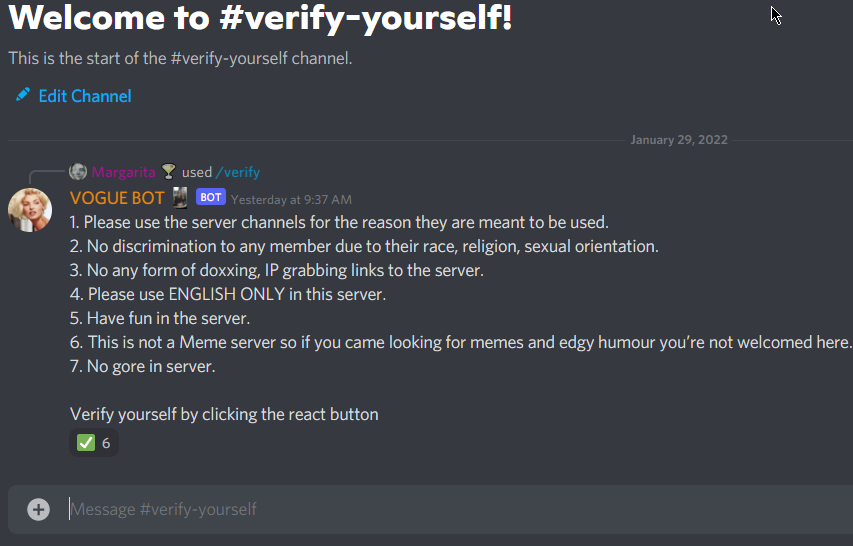 Welcome to #verify-yourself!
This is the start of the #verify-yourself channel.
Edit Channel
January 29, 2022
Margarita used /verify
VOGUE BOT BOT Yesterday at 9:37 AM
1. Please use the server channels for the reason they are meant to be used.
2. No discrimination to any member due to their race, religion, sexual orientation.
3. No any form of doxxing, IP grabbing links to the server.
4. Please use ENGLISH ONLY in this server.
5. Have fun in the server.
6. This is not a Meme server so if you came looking for memes and edgy humour you’re not welcomed here.
7. No gore in server.
Verify yourself by clicking the react button
6
Message #verify-yourself